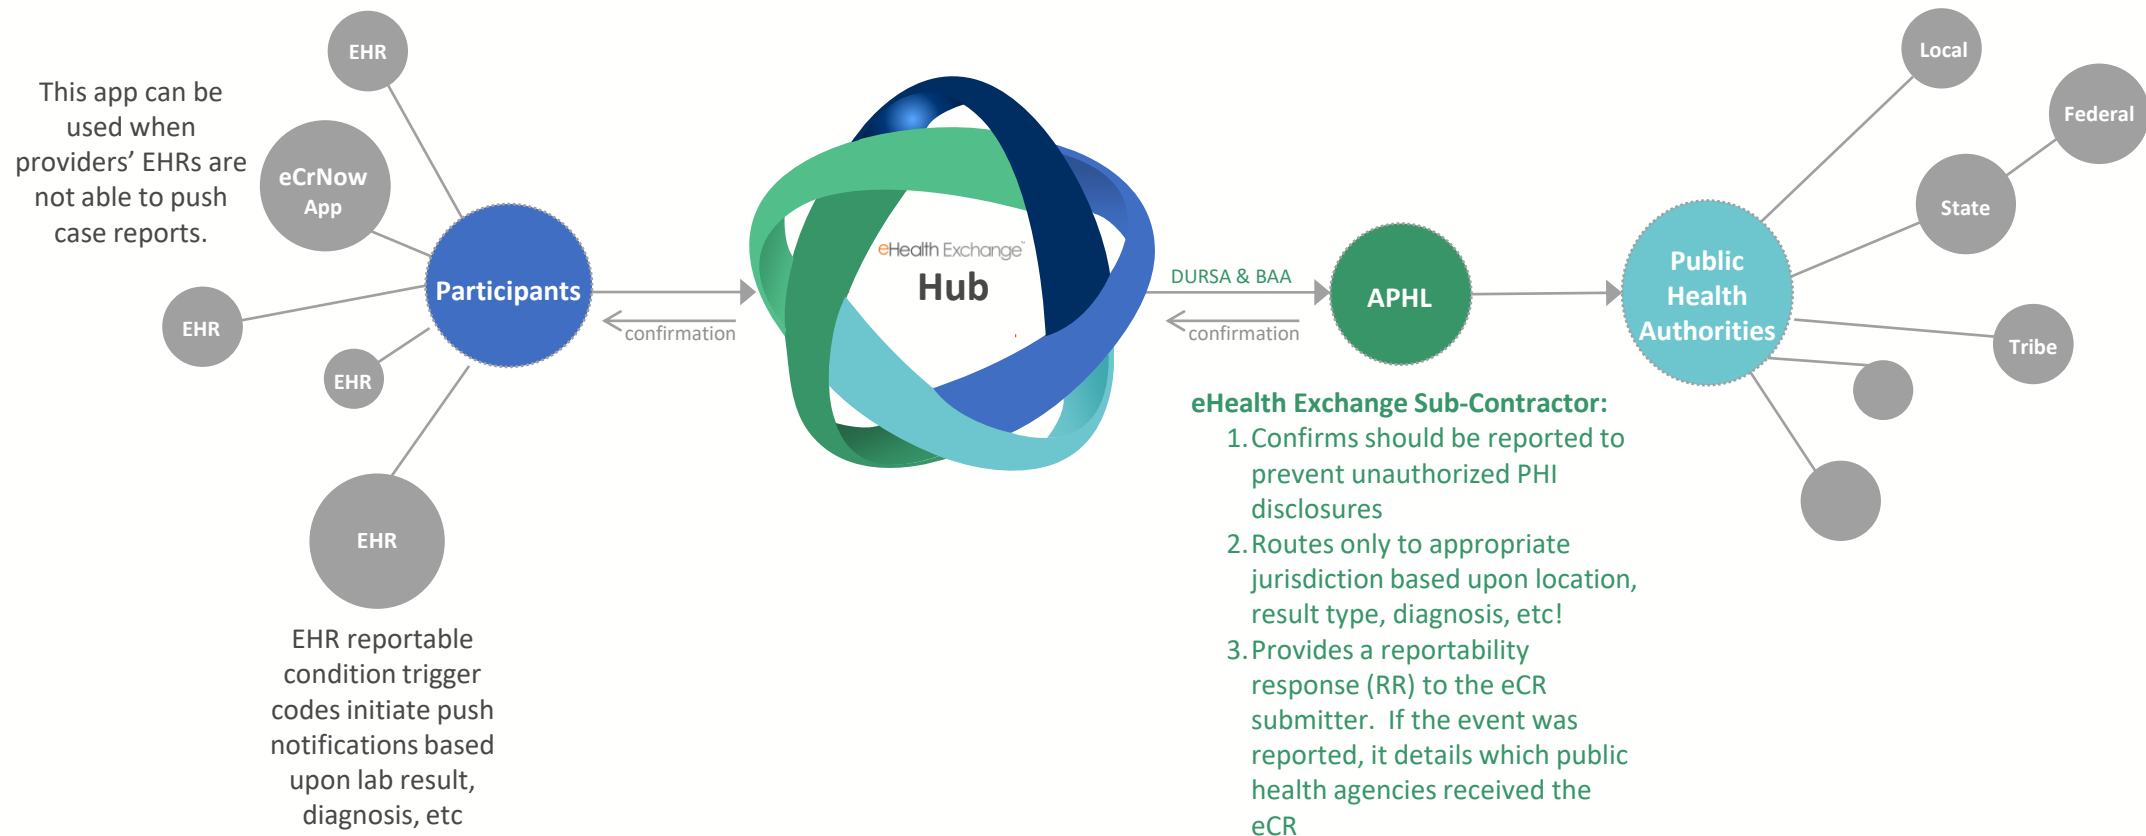 This app can be
used when
providers’ EHRs are
not able to push
case reports.
EHR
eCrNow
App
EHR
EHR
EHR
EHR reportable
condition trigger
codes initiate push
notifications based
upon lab result,
diagnosis, etc
Participants
confirmation
eHealth Exchange™
Hub
DURSA & BAA
confirmation
APHL
eHealth Exchange Sub-Contractor:
1. Confirms should be reported to
prevent unauthorized PHI
disclosures
2. Routes only to appropriate
jurisdiction based upon location,
result type, diagnosis, etc!
3. Provides a reportability
response (RR) to the eCR
submitter.  If the event was
reported, it details which public
health agencies received the
eCR
Public
Health
Authorities
Local
Federal
State
Tribe